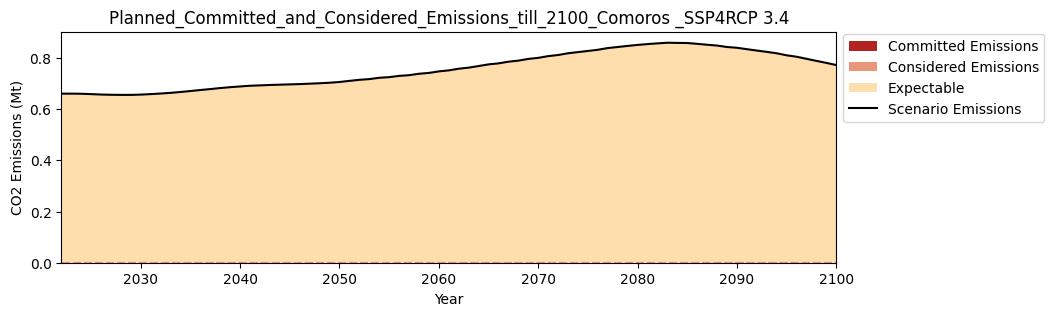 Planned_Committed_and_Considered_Emissions_till_2100_Comoros _SSP4RCP 3.4
CO2 Emissions (Mt)
0.8
0.6
0.4
0.2
0.0
2030 2040 2050 2060 2070 2080 2090 2100
Year
Committed Emissions
Considered Emissions
Expectable
Scenario Emissions